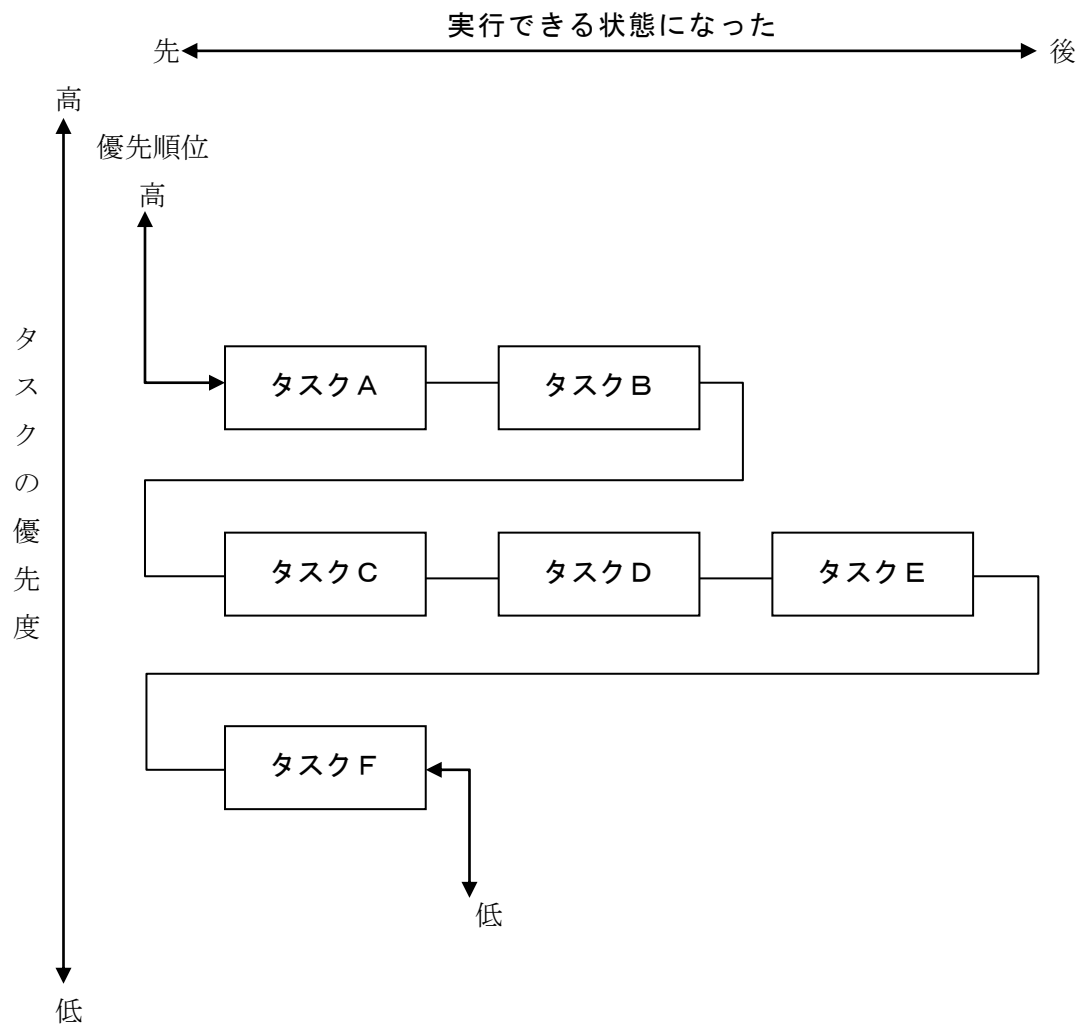 実行できる状態になった
先
後
高
優先順位
高
タスクの優先度
タスクA
タスクB
タスクC
タスクD
タスクE
タスクF
低
低